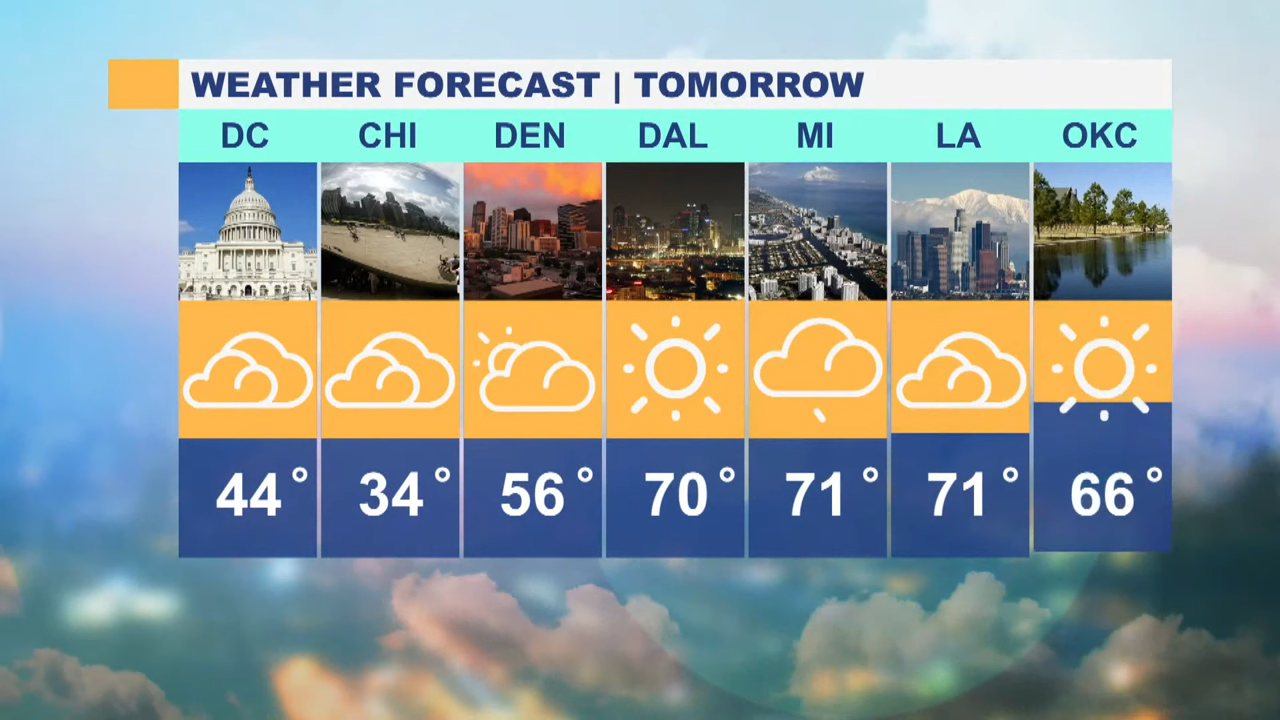 WEATHER FORECAST | TOMORROW
DC CHI DEN DAL MI LA OKC
44° 34° 56° 70° 71° 71° 66°